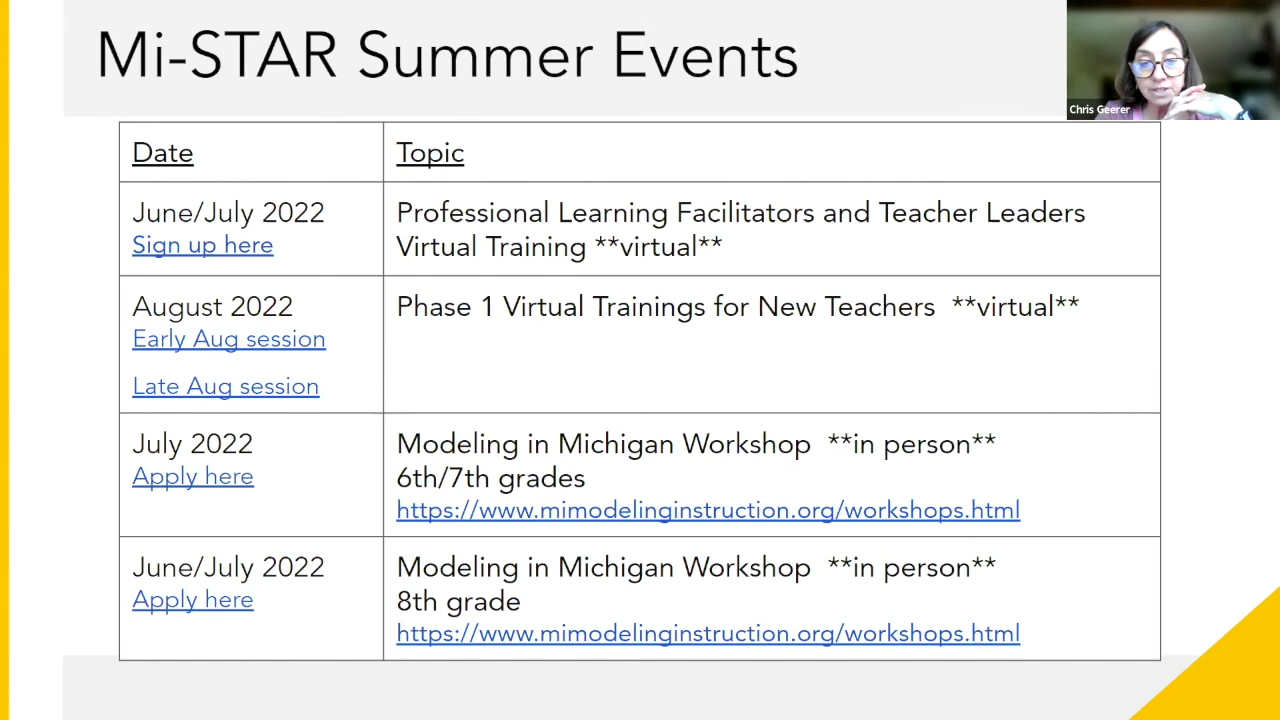 Mi-STAR Summer Events
Chris Geerer
Date
Topic
June/July 2022
Sign up here
Professional Learning Facilitators and Teacher Leaders
Virtual Training **virtual**
August 2022
Early Aug session
Late Aug session
Phase 1 Virtual Trainings for New Teachers  **virtual**
July 2022
Apply here
Modeling in Michigan Workshop  **in person**
6th/7th grades
https://www.mimodelinginstruction.org/workshops.html
June/July 2022
Apply here
Modeling in Michigan Workshop  **in person**
8th grade
https://www.mimodelinginstruction.org/workshops.html